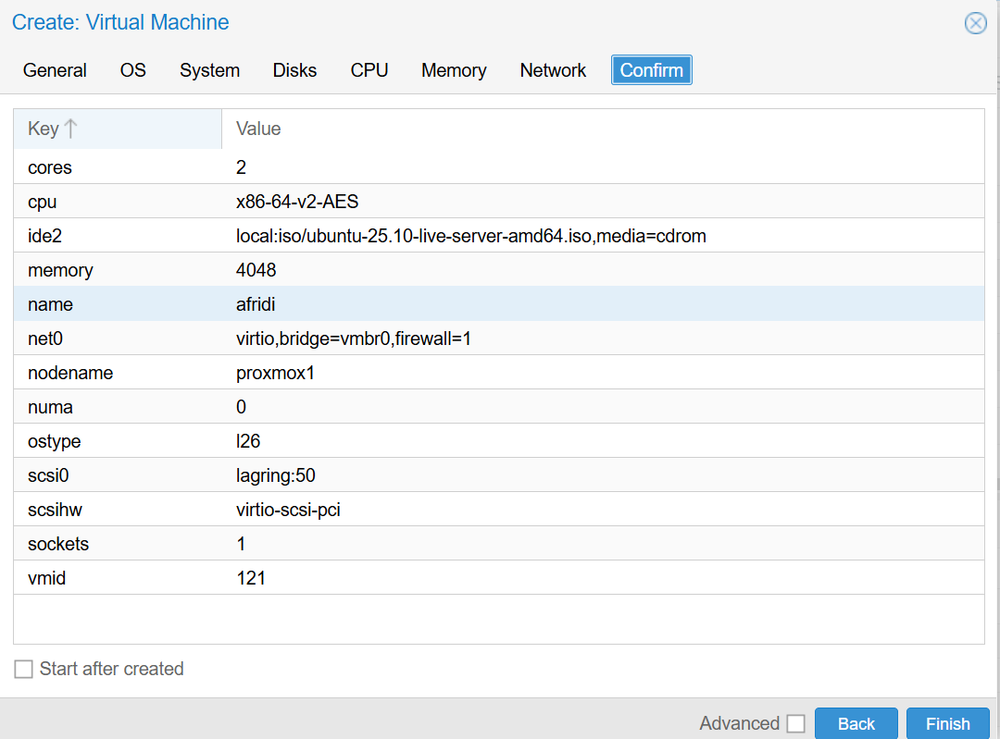 Create: Virtual Machine
General OS System Disks CPU Memory Network Confirm
Key Value
cores 2
cpu x86-64-v2-AES
ide2 local:iso/ubuntu-25.10-live-server-amd64.iso,media=cdrom
memory 4048
name afridi
net0 virtio,bridge=vmbr0,firewall=1
nodename proxmox1
numa 0
ostype l26
scsi0 lagring:50
scsihw virtio-scsi-pci
sockets 1
vmid 121
Start after created
Advanced Back Finish